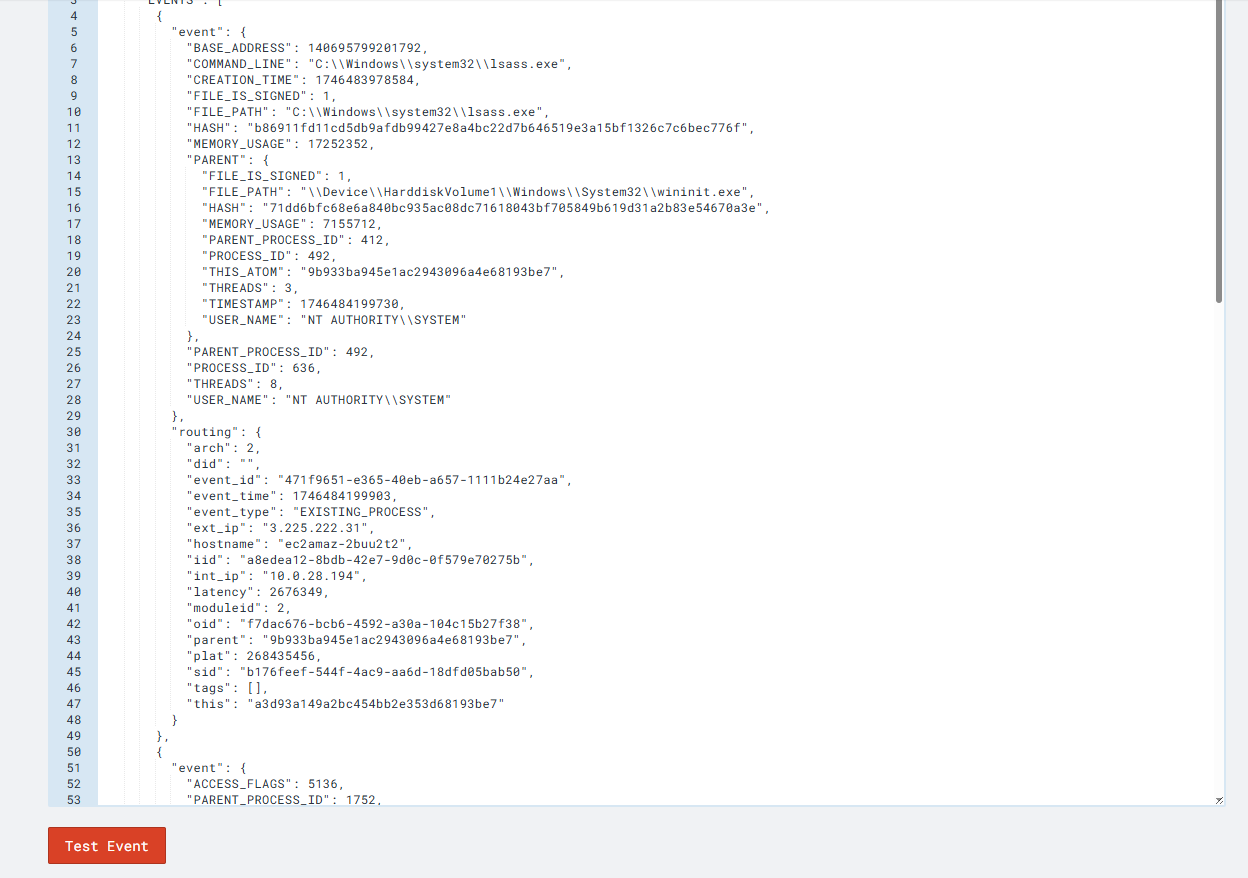 3 "EVENTS": [
4 {
5 "event": {
6 "BASE_ADDRESS": 140695799201792,
7 "COMMAND_LINE": "C:\\Windows\\system32\\lsass.exe",
8 "CREATION_TIME": 1746483978584,
9 "FILE_IS_SIGNED": 1,
10 "FILE_PATH": "C:\\Windows\\system32\\lsass.exe",
11 "HASH": "b86911fd11cd5db9afdb99427e8a4bc22d7b646519e3a15bf1326c7c6bec776f",
12 "MEMORY_USAGE": 17252352,
13 "PARENT": {
14 "FILE_IS_SIGNED": 1,
15 "FILE_PATH": "\\Device\\HarddiskVolume1\\Windows\\System32\\wininit.exe",
16 "HASH": "71dd6bfc68e6a840bc935ac08dc71618043bf705849b619d31a2b83e54670a3e",
17 "MEMORY_USAGE": 7155712,
18 "PARENT_PROCESS_ID": 412,
19 "PROCESS_ID": 492,
20 "THIS_ATOM": "9b933ba945e1ac2943096a4e68193be7",
21 "THREADS": 3,
22 "TIMESTAMP": 1746484199730,
23 "USER_NAME": "NT AUTHORITY\\SYSTEM"
24 },
25 "PARENT_PROCESS_ID": 492,
26 "PROCESS_ID": 636,
27 "THREADS": 8,
28 "USER_NAME": "NT AUTHORITY\\SYSTEM"
29 },
30 "routing": {
31 "arch": 2,
32 "did": "",
33 "event_id": "471f9651-e365-40eb-a657-1111b24e27aa",
34 "event_time": 1746484199903,
35 "event_type": "EXISTING_PROCESS",
36 "ext_ip": "3.225.222.31",
37 "hostname": "ec2amaz-2buu2t2",
38 "iid": "a8edea12-8bdb-42e7-9d0c-0f579e70275b",
39 "int_ip": "10.0.28.194",
40 "latency": 2676349,
41 "moduleid": 2,
42 "oid": "f7dac676-bcb6-4592-a30a-104c15b27f38",
43 "parent": "9b933ba945e1ac2943096a4e68193be7",
44 "plat": 268435456,
45 "sid": "b176feef-544f-4ac9-aa6d-18dfd05bab50",
46 "tags": [],
47 "this": "a3d93a149a2bc454bb2e353d68193be7"
48 }
49 },
50 {
51 "event": {
52 "ACCESS_FLAGS": 5136,
53 "PARENT_PROCESS_ID": 1752,
Test Event